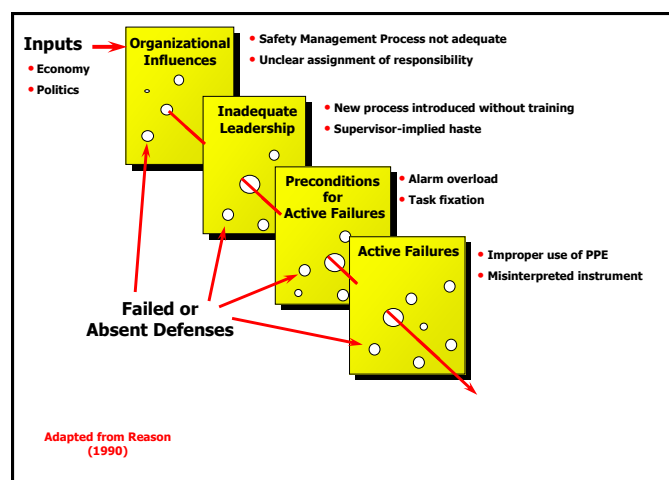 Inputs
• Economy
• Politics
Organizational
Influences
• Safety Management Process not adequate
• Unclear assignment of responsibility
Inadequate
Leadership
• New process introduced without training
• Supervisor-implied haste
Preconditions
for
Active Failures
• Alarm overload
• Task fixation
Active Failures
• Improper use of PPE
• Misinterpreted instrument
Failed or
Absent Defenses
Adapted from Reason
(1990)